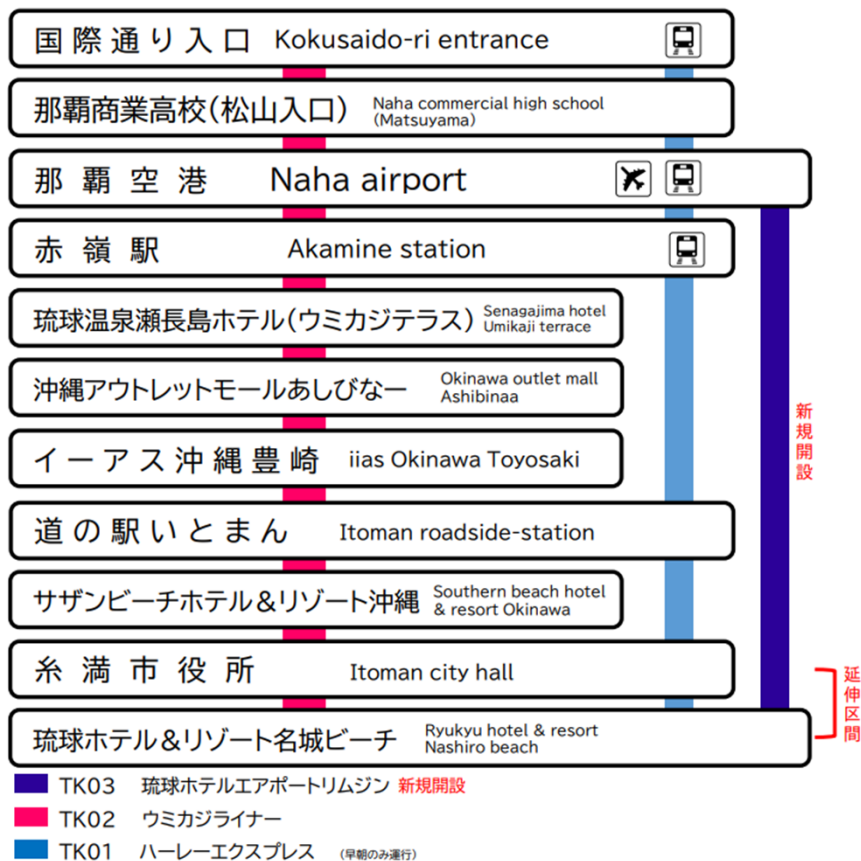 国際通り入口 Kokusaido-ri entrance
那覇商業高校(松山入口) Naha commercial high school
(Matsuyama)
那覇空港 Naha airport
赤嶺駅 Akamine station
琉球温泉瀬長島ホテル(ウミカジテラス) Senagajima hotel
Umikaji terrace
沖縄アウトレットモールあしびなー Okinawa outlet mall
Ashibinaa
イーアス沖縄豊崎 iias Okinawa Toyosaki
新規開設
道の駅いとまん Itoman roadside-station
サザンビーチホテル&リゾート沖縄 Southern beach hotel
& resort Okinawa
糸満市役所 Itoman city hall
延伸区間
琉球ホテル&リゾート名城ビーチ Ryukyu hotel & resort
Nashiro beach
TK03 琉球ホテルエアポートリムジン 新規開設
TK02 ウミカジライナー
TK01 ハーレーエクスプレス (早朝のみ運行)